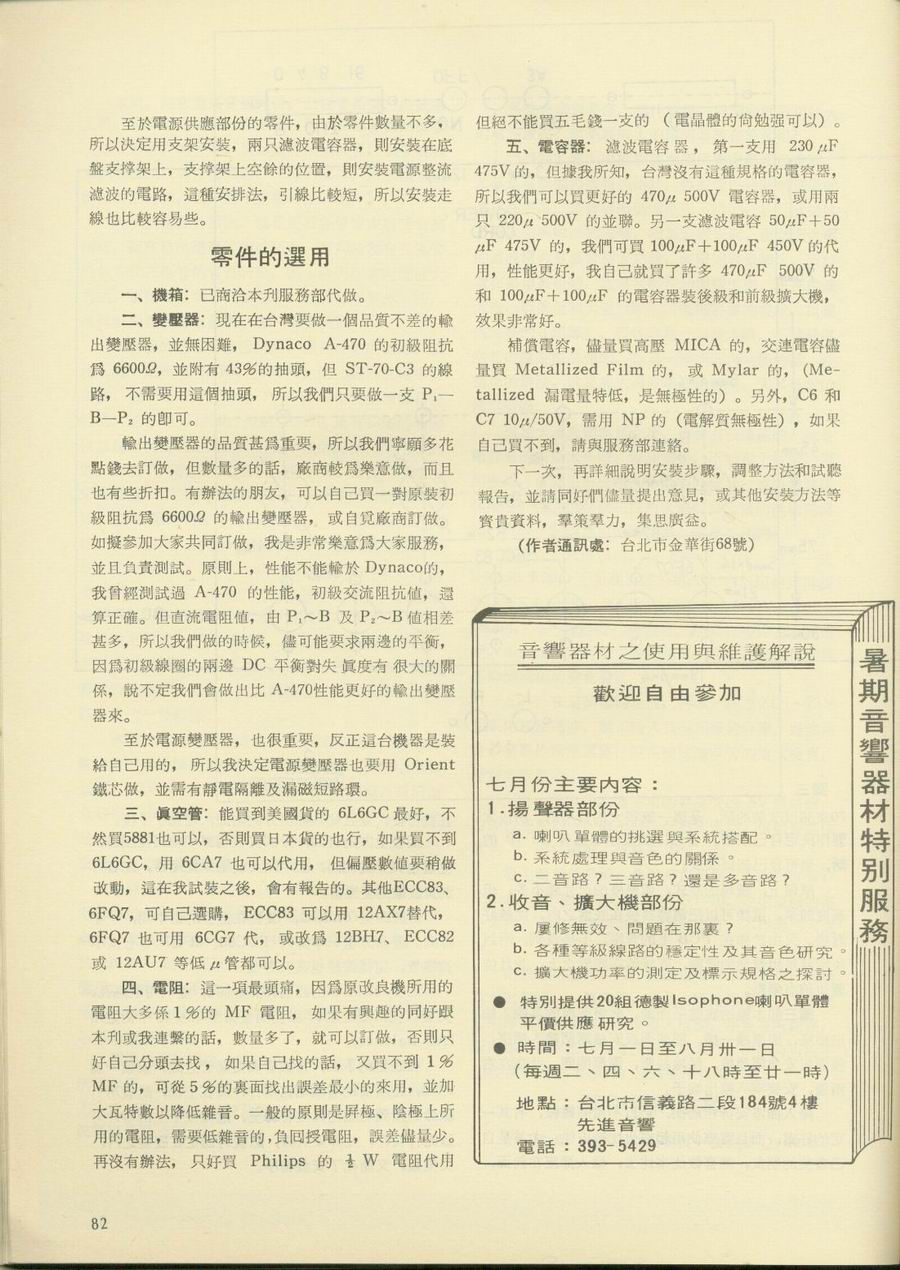 至於電源供應部份的零件，由於零件數量不多，
所以決定用支架安裝，兩只濾波電容器，則安裝在底
盤支撐架上，支撐架上空餘的位置，則安裝電源整流
濾波的電路，這種安排法，引線比較短，所以安裝走
線也比較容易些。
零件的選用
一、機箱：已商洽本刋服務部代做。
二、變壓器：現在在台灣要做一個品質不差的輸
出變壓器，並無困難， Dynaco A-470 的初級阻抗
爲 6600Ω，並附有 43％的抽頭，但 ST-70-C3 的線
路， 不需要用這個抽頭， 所以我們只要做一支 P₁—
B—P₂ 的卽可。
輸出變壓器的品質甚爲重要，所以我們寧願多花
點錢去訂做，但數量多的話，廠商較爲樂意做，而且
也有些折扣。有辦法的朋友，可以自己買一對原裝初
級阻抗爲 6600Ω 的輸出變壓器， 或自覓廠商訂做。
如擬參加大家共同訂做，我是非常樂意爲大家服務，
並且負責測試。原則上，性能不能輸於 Dynaco的，
我曾經測試過 A-470 的性能，初級交流阻抗値，還
算正確。但直流電阻値，由 P₁～B 及 P₂～B 値相差
甚多，所以我們做的時候，儘可能要求兩邊的平衡，
因爲初級線圈的兩邊 DC 平衡對失 眞度有 很大的關
係，說不定我們會做出比 A-470性能更好的輸出變壓
器來。
至於電源變壓器，也很重要，反正這台機器是裝
給自己用的， 所以我決定電源變壓器也要用 Orient
鐵芯做，並需有靜電隔離及漏磁短路環。
三、眞空管：能買到美國貨的 6L6GC 最好，不
然買5881也可以，否則買日本貨的也行，如果買不到
6L6GC，用 6CA7 也可以代用， 但偏壓數値要稍做
改動，這在我試裝之後，會有報告的。其他ECC83、
6FQ7，可自己選購， ECC83 可以用 12AX7替代，
6FQ7 也可用 6CG7 代， 或改爲 12BH7、 ECC82
或 12AU7 等低 μ 管都可以。
四、電阻：這一項最頭痛，因爲原改良機所用的
電阻大多係 1％的 MF 電阻， 如果有興趣的同好跟
本刋或我連繫的話，數量多了，就可以訂做，否則只
好自己分頭去找 ， 如果自己找的話， 又買不到 1％
MF 的，可從 5％的裏面找出誤差最小的來用，並加
大瓦特數以降低雜音。一般的原則是屛極、陰極上所
用的電阻，需要低雜音的，負囘授電阻，誤差儘量少。
再沒有辦法， 只好買 Philips 的 ½ W 電阻代用
但絕不能買五毛錢一支的 （ 電晶體的尙勉强可以）。
五、電容器： 濾波電容 器 ， 第一支用 230 μF
475V 的，但據我所知，台灣沒有這種規格的電容器，
所以我們可以買更好的 470μ 500V 電容器，或用兩
只 220μ 500V 的並聯。另一支濾波電容 50μF＋50
μF 475V 的，我們可買 100μF＋100μF 450V 的代
用，性能更好，我自己就買了許多 470μF 500V 的
和 100μF＋100μF 的電容器裝後級和前級擴大機，
效果非常好。
補償電容，儘量買高壓 MICA 的，交連電容儘
量買 Metallized Film 的， 或 Mylar 的，（Me-
tallized 漏電量特低，是無極性的）。另外，C6 和
C7 10μ/50V，需用 NP 的（電解質無極性），如果
自己買不到，請與服務部連絡。
下一次，再詳細說明安裝步驟，調整方法和試聽
報告，並請同好們儘量提出意見，或其他安裝方法等
寳貴資料，羣策羣力，集思廣益。
（作者通訊處：台北市金華街68號）
音響器材之使用與維護解說
歡迎自由參加
七月份主要內容：
1．揚聲器部份
a. 喇叭單體的挑選與系統搭配。
b. 系統處理與音色的關係。
c. 二音路？三音路？還是多音路？
2．收音、擴大機部份
a. 屢修無效、問題在那裏？
b. 各種等級線路的穩定性及其音色研究。
c. 擴大機功率的測定及標示規格之探討。
● 特別提供20組德製Isophone喇叭單體
平價供應研究。
● 時間：七月一日至八月卅一日
（每週二、四、六、十八時至廿一時）
地點：台北市信義路二段184號4樓
先進音響
電話：393-5429
暑期音響器材特別服務
82